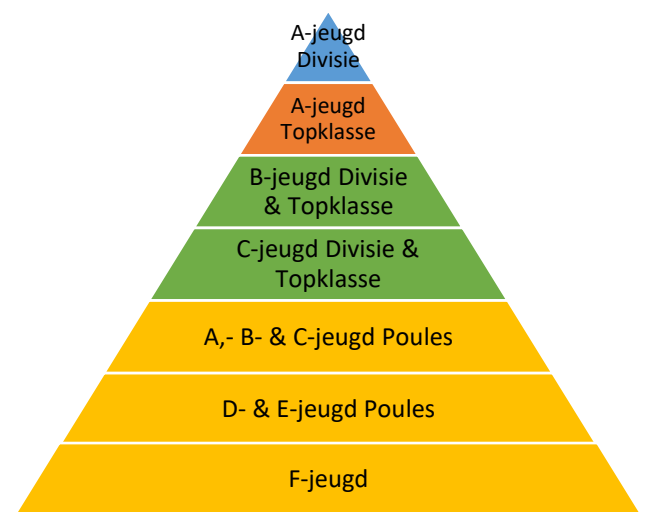 A-jeugd
Divisie
A-jeugd
Topklasse
B-jeugd Divisie
& Topklasse
C-jeugd Divisie &
Topklasse
A,- B- & C-jeugd Poules
D- & E-jeugd Poules
F-jeugd